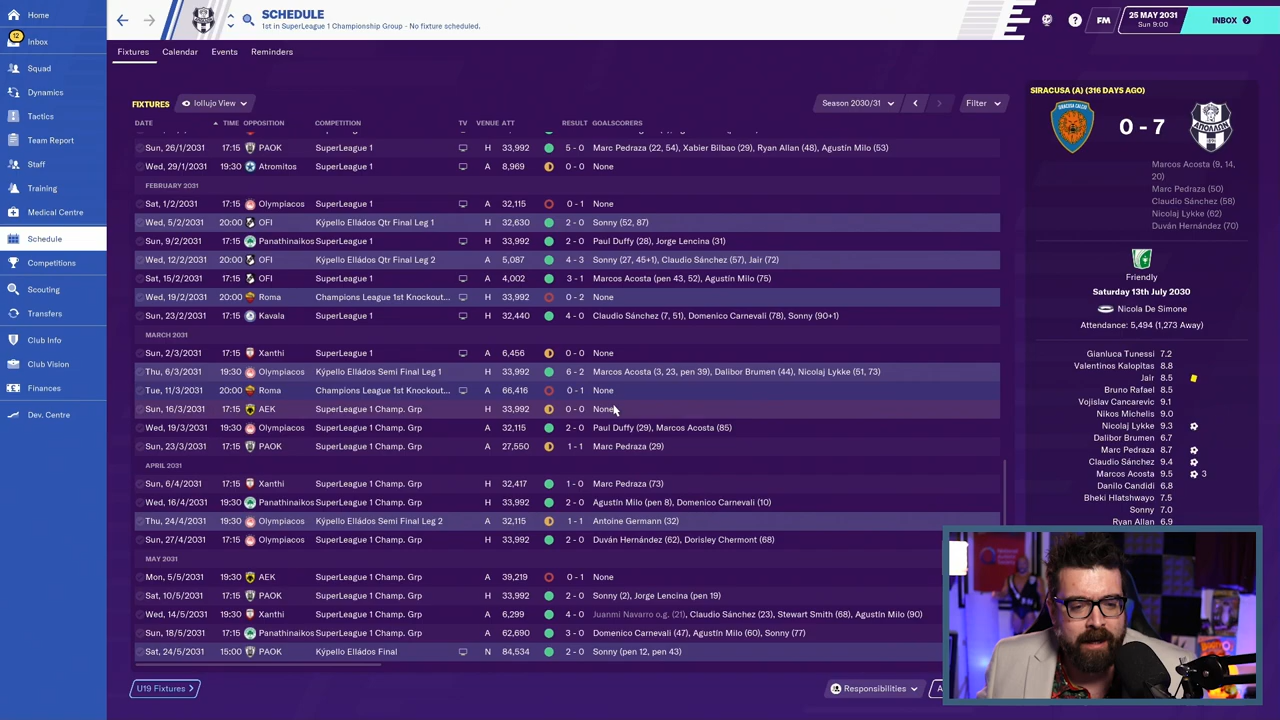 Home
SCHEDULE
1st in SuperLeague 1 Championship Group - No fixture scheduled.
FM
25 MAY 2031
Sun 9:00
INBOX
12
Inbox
Squad
Dynamics
Tactics
Team Report
Staff
Training
Medical Centre
Schedule
Competitions
Scouting
Transfers
Club Info
Club Vision
Finances
Dev. Centre
Fixtures Calendar Events Reminders
FIXTURES lollujo View Season 2030/31 Filter
DATE TIME OPPOSITION COMPETITION TV VENUE ATT RESULT GOALSCORERS
Sun, 26/1/2031 17:15 PAOK SuperLeague 1 H 33,992 5 - 0 Marc Pedraza (22, 54), Xabier Bilbao (29), Ryan Allan (48), Agustín Milo (53)
Wed, 29/1/2031 19:30 Atromitos SuperLeague 1 A 8,969 0 - 0 None
FEBRUARY 2031
Sat, 1/2/2031 17:15 Olympiacos SuperLeague 1 A 32,115 0 - 1 None
Wed, 5/2/2031 20:00 OFI Kýpello Elládos Qtr Final Leg 1 H 32,630 2 - 0 Sonny (52, 87)
Sun, 9/2/2031 17:15 Panathinaikos SuperLeague 1 H 33,992 2 - 0 Paul Duffy (28), Jorge Lencina (31)
Wed, 12/2/2031 20:00 OFI Kýpello Elládos Qtr Final Leg 2 A 5,087 4 - 3 Sonny (27, 45+1), Claudio Sánchez (57), Jair (72)
Sat, 15/2/2031 17:15 OFI SuperLeague 1 A 4,002 3 - 1 Marcos Acosta (pen 43, 52), Agustín Milo (75)
Wed, 19/2/2031 20:00 Roma Champions League 1st Knockout... H 33,992 0 - 2 None
Sun, 23/2/2031 17:15 Kavala SuperLeague 1 H 32,440 4 - 0 Claudio Sánchez (7, 51), Domenico Carnevali (78), Sonny (90+1)
MARCH 2031
Sun, 2/3/2031 17:15 Xanthi SuperLeague 1 A 6,456 0 - 0 None
Thu, 6/3/2031 19:30 Olympiacos Kýpello Elládos Semi Final Leg 1 H 33,992 6 - 2 Marcos Acosta (3, 23, pen 39), Dalibor Brumen (44), Nicolaj Lykke (51, 73)
Tue, 11/3/2031 20:00 Roma Champions League 1st Knockout... A 66,416 0 - 1 None
Sun, 16/3/2031 17:15 AEK SuperLeague 1 Champ. Grp H 33,992 0 - 0 None
Wed, 19/3/2031 19:30 Olympiacos SuperLeague 1 Champ. Grp A 32,115 2 - 0 Paul Duffy (29), Marcos Acosta (85)
Sun, 23/3/2031 17:15 PAOK SuperLeague 1 Champ. Grp A 27,550 1 - 1 Marc Pedraza (29)
APRIL 2031
Sun, 6/4/2031 17:15 Xanthi SuperLeague 1 Champ. Grp H 32,417 1 - 0 Marc Pedraza (73)
Wed, 16/4/2031 19:30 Panathinaikos SuperLeague 1 Champ. Grp H 33,992 2 - 0 Agustín Milo (pen 8), Domenico Carnevali (10)
Thu, 24/4/2031 19:30 Olympiacos Kýpello Elládos Semi Final Leg 2 A 32,115 1 - 1 Antoine Germann (32)
Sun, 27/4/2031 17:15 Olympiacos SuperLeague 1 Champ. Grp H 33,992 2 - 0 Duván Hernández (62), Dorisley Chermont (68)
MAY 2031
Mon, 5/5/2031 19:30 AEK SuperLeague 1 Champ. Grp A 39,219 0 - 1 None
Sat, 10/5/2031 17:15 PAOK SuperLeague 1 Champ. Grp H 33,992 2 - 0 Sonny (2), Jorge Lencina (pen 19)
Wed, 14/5/2031 19:30 Xanthi SuperLeague 1 Champ. Grp A 6,299 4 - 0 Juanmi Navarro o.g. (21), Claudio Sánchez (23), Stewart Smith (68), Agustín Milo (90)
Sun, 18/5/2031 17:15 Panathinaikos SuperLeague 1 Champ. Grp A 62,690 3 - 0 Domenico Carnevali (47), Agustín Milo (60), Sonny (77)
Sat, 24/5/2031 15:00 PAOK Kýpello Elládos Final N 84,534 2 - 0 Sonny (pen 12, pen 43)
U19 Fixtures
Responsibilities
SIRACUSA (A) (316 DAYS AGO)
0 - 7
Marcos Acosta (9, 14,
20)
Marc Pedraza (50)
Claudio Sánchez (58)
Nicolaj Lykke (62)
Duván Hernández (70)
Friendly
Saturday 13th July 2030
Nicola De Simone
Attendance: 5,494 (1,273 Away)
Gianluca Tunessi 7.2
Valentinos Kalopitas 8.8
Jair 8.5
Bruno Rafael 8.5
Vojislav Cancarevic 9.1
Nikos Michelis 9.0
Nicolaj Lykke 9.3
Dalibor Brumen 6.7
Marc Pedraza 8.7
Claudio Sánchez 9.4
Marcos Acosta 9.5 3
Danilo Candidi 6.8
Bheki Hlatshwayo 7.5
Sonny 7.0
Ryan Allan 6.9